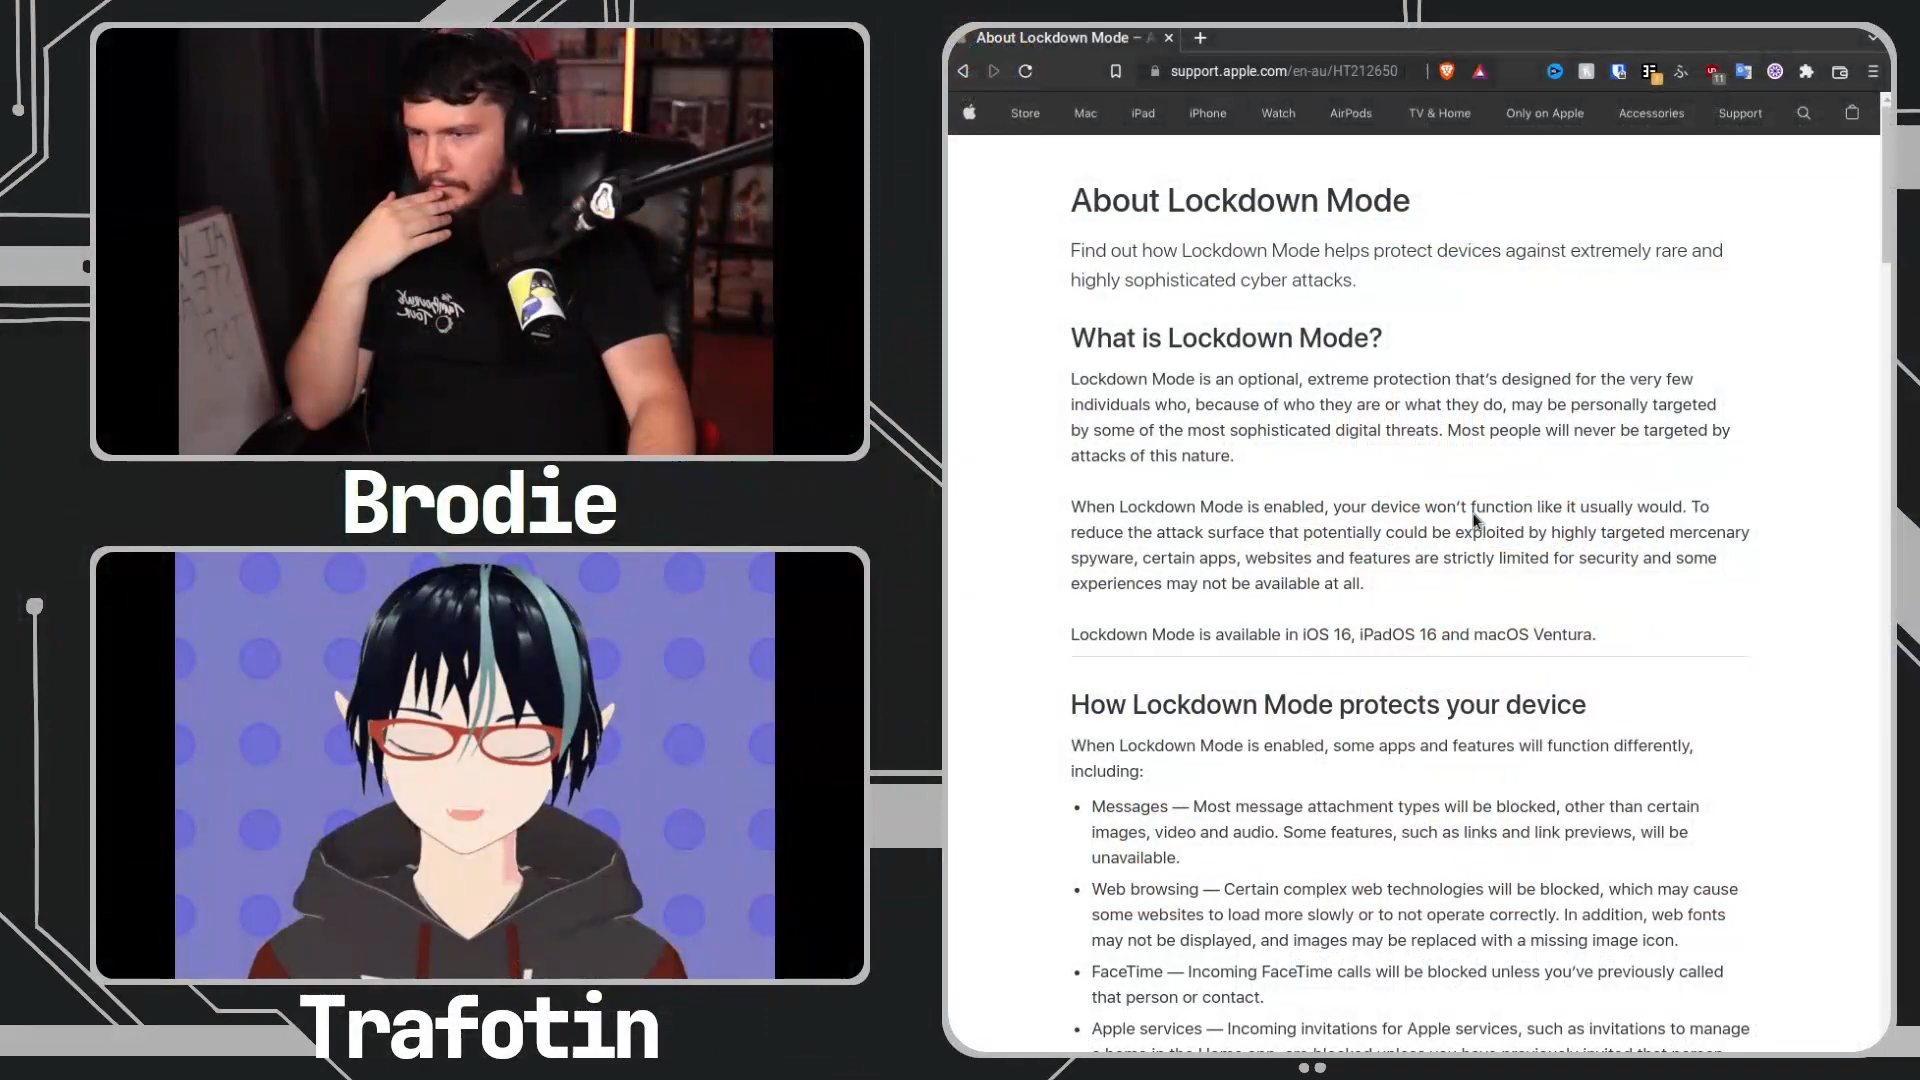 About Lockdown Mode – A
support.apple.com/en-au/HT212650
11
Store
Mac
iPad
iPhone
Watch
AirPods
TV & Home
Only on Apple
Accessories
Support
About Lockdown Mode
Find out how Lockdown Mode helps protect devices against extremely rare and
highly sophisticated cyber attacks.
What is Lockdown Mode?
Lockdown Mode is an optional, extreme protection that's designed for the very few
individuals who, because of who they are or what they do, may be personally targeted
by some of the most sophisticated digital threats. Most people will never be targeted by
attacks of this nature.
When Lockdown Mode is enabled, your device won't function like it usually would. To
reduce the attack surface that potentially could be exploited by highly targeted mercenary
spyware, certain apps, websites and features are strictly limited for security and some
experiences may not be available at all.
Lockdown Mode is available in iOS 16, iPadOS 16 and macOS Ventura.
How Lockdown Mode protects your device
When Lockdown Mode is enabled, some apps and features will function differently,
including:
• Messages — Most message attachment types will be blocked, other than certain
images, video and audio. Some features, such as links and link previews, will be
unavailable.
• Web browsing — Certain complex web technologies will be blocked, which may cause
some websites to load more slowly or to not operate correctly. In addition, web fonts
may not be displayed, and images may be replaced with a missing image icon.
• FaceTime — Incoming FaceTime calls will be blocked unless you've previously called
that person or contact.
• Apple services — Incoming invitations for Apple services, such as invitations to manage
Brodie
Trafotin